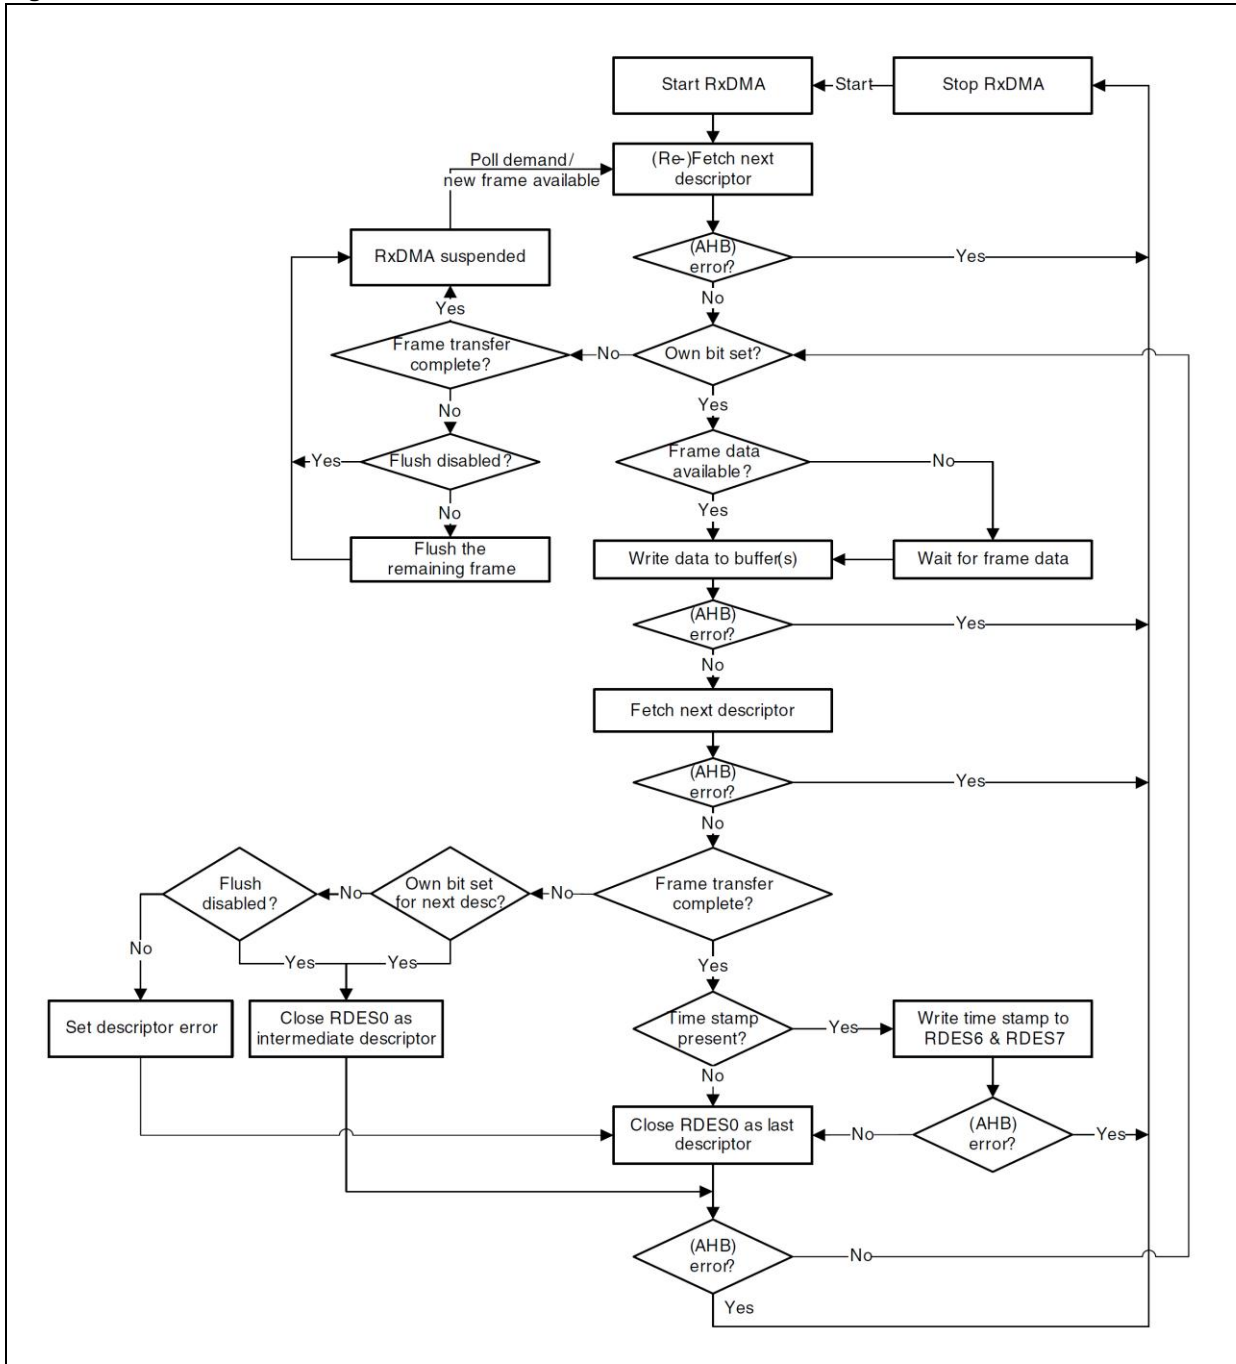 Start RxDMA
Start
Stop RxDMA
Poll demand/
new frame available
(Re-)Fetch next
descriptor
RxDMA suspended
(AHB)
error?
Yes
No
Yes
Frame transfer
complete?
No
Own bit set?
No
Yes
Flush disabled?
Yes
Frame data
available?
No
No
Yes
Flush the
remaining frame
Write data to buffer(s)
Wait for frame data
(AHB)
error?
Yes
No
Fetch next descriptor
(AHB)
error?
Yes
No
Flush
disabled?
No
Own bit set
for next desc?
No
Frame transfer
complete?
No
Yes
Yes
Yes
Set descriptor error
Close RDES0 as
intermediate descriptor
Time stamp
present?
Yes
Write time stamp to
RDES6 & RDES7
No
Close RDES0 as last
descriptor
No
(AHB)
error?
Yes
(AHB)
error?
No
Yes